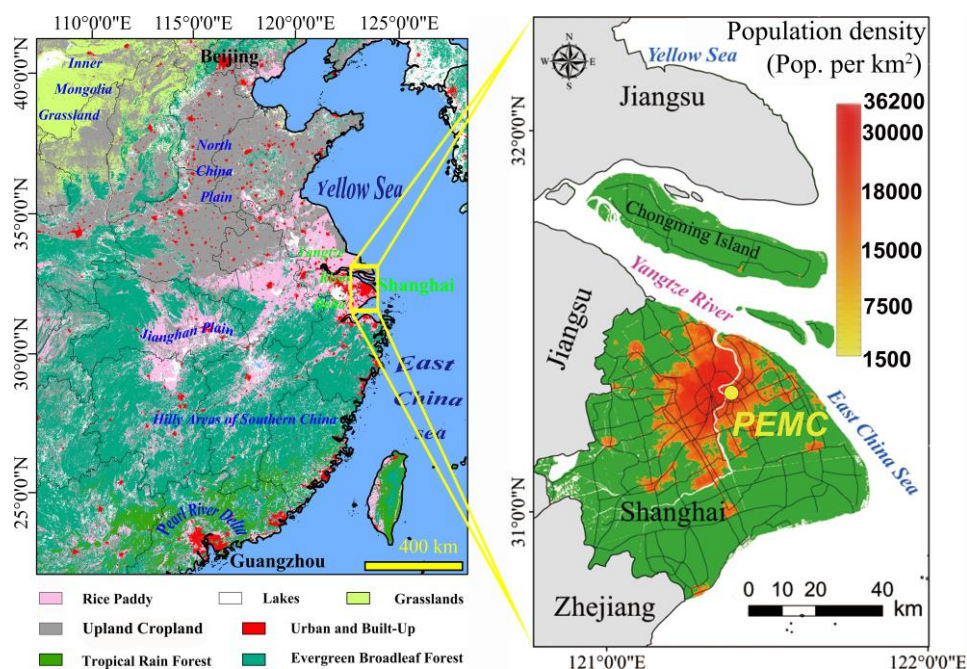 110°0'0"E
115°0'0"E
120°0'0"E
125°0'0"E
40°0'0"N
35°0'0"N
30°0'0"N
25°0'0"N
Beijing
Inner
Mongolia
Grassland
North
China
Plain
Yellow Sea
Yangtze
River
Delta
Shanghai
Jianghan Plain
East
China
sea
Hilly Areas of Southern China
Pearl River Delta
Guangzhou
400 km
Rice Paddy
Lakes
Grasslands
Upland Cropland
Urban and Built-Up
Tropical Rain Forest
Evergreen Broadleaf Forest
N
W
E
S
Yellow Sea
Population density
(Pop. per km²)
Jiangsu
36200
30000
18000
15000
7500
1500
32°0'0"N
31°0'0"N
Chongming Island
Yangtze River
Jiangsu
PEMC
East China Sea
Shanghai
Zhejiang
0 10 20 40
km
121°0'0"E
122°0'0"E